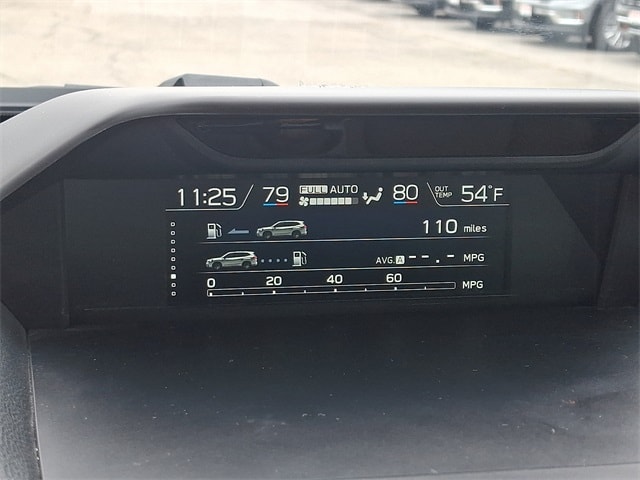 11:25 79 FULL AUTO 80 OUT TEMP 54°F
110 miles
AVG. A --.- MPG
0 20 40 60 MPG